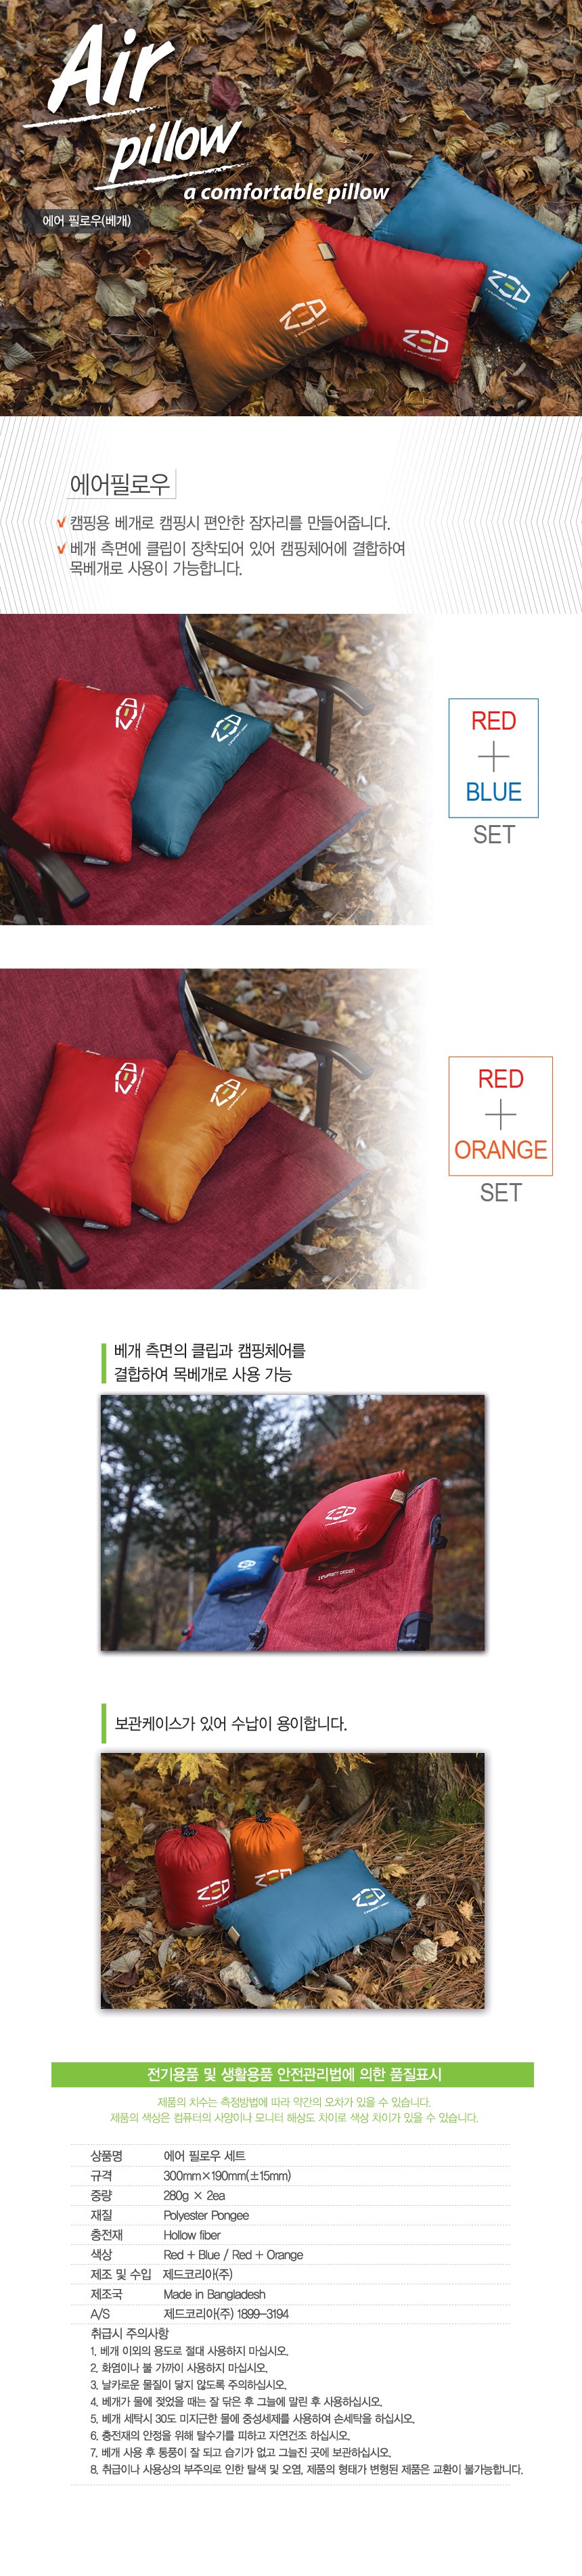 Air
pillow
a comfortable pillow
에어 필로우(베개)
ZED
ZED
ZED
에어필로우
캠핑용 베개로 캠핑시 편안한 잠자리를 만들어줍니다.
베개 측면에 클립이 장착되어 있어 캠핑체어에 결합하여
목베개로 사용이 가능합니다.
ZED
ZED
RED
+
BLUE
SET
ZED
ZED
RED
+
ORANGE
SET
베개 측면의 클립과 캠핑체어를
결합하여 목베개로 사용 가능
ZED
ZED
보관케이스가 있어 수납이 용이합니다.
ZED
ZED
ZED
전기용품 및 생활용품 안전관리법에 의한 품질표시
제품의 치수는 측정방법에 따라 약간의 오차가 있을 수 있습니다.
제품의 색상은 컴퓨터의 사양이나 모니터 해상도 차이로 색상 차이가 있을 수 있습니다.
상품명 에어 필로우 세트
규격 300mm×190mm(±15mm)
중량 280g × 2ea
재질 Polyester Pongee
충전재 Hollow fiber
색상 Red + Blue / Red + Orange
제조 및 수입 제드코리아(주)
제조국 Made in Bangladesh
A/S 제드코리아(주) 1899-3194
취급시 주의사항
1. 베개 이외의 용도로 절대 사용하지 마십시오.
2. 화염이나 불 가까이 사용하지 마십시오.
3. 날카로운 물질이 닿지 않도록 주의하십시오.
4. 베개가 물에 젖었을 때는 잘 닦은 후 그늘에 말린 후 사용하십시오.
5. 베개 세탁시 30도 미지근한 물에 중성세제를 사용하여 손세탁을 하십시오.
6. 충전재의 안정을 위해 탈수기를 피하고 자연건조 하십시오.
7. 베개 사용 후 통풍이 잘 되고 습기가 없고 그늘진 곳에 보관하십시오.
8. 취급이나 사용상의 부주의로 인한 탈색 및 오염, 제품의 형태가 변형된 제품은 교환이 불가능합니다.